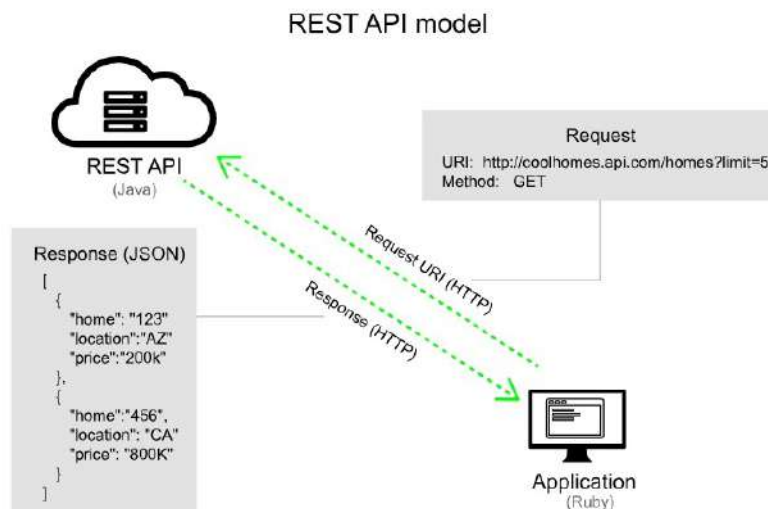 REST API model
REST API
(Java)
Request
URI: http://coolhomes.api.com/homes?limit=5
Method: GET
Request URI (HTTP)
Response (HTTP)
Response (JSON)
[
{
"home": "123"
"location":"AZ"
"price":"200k"
},
{
"home":"456",
"location": "CA"
"price": "800K"
}
]
Application
(Ruby)